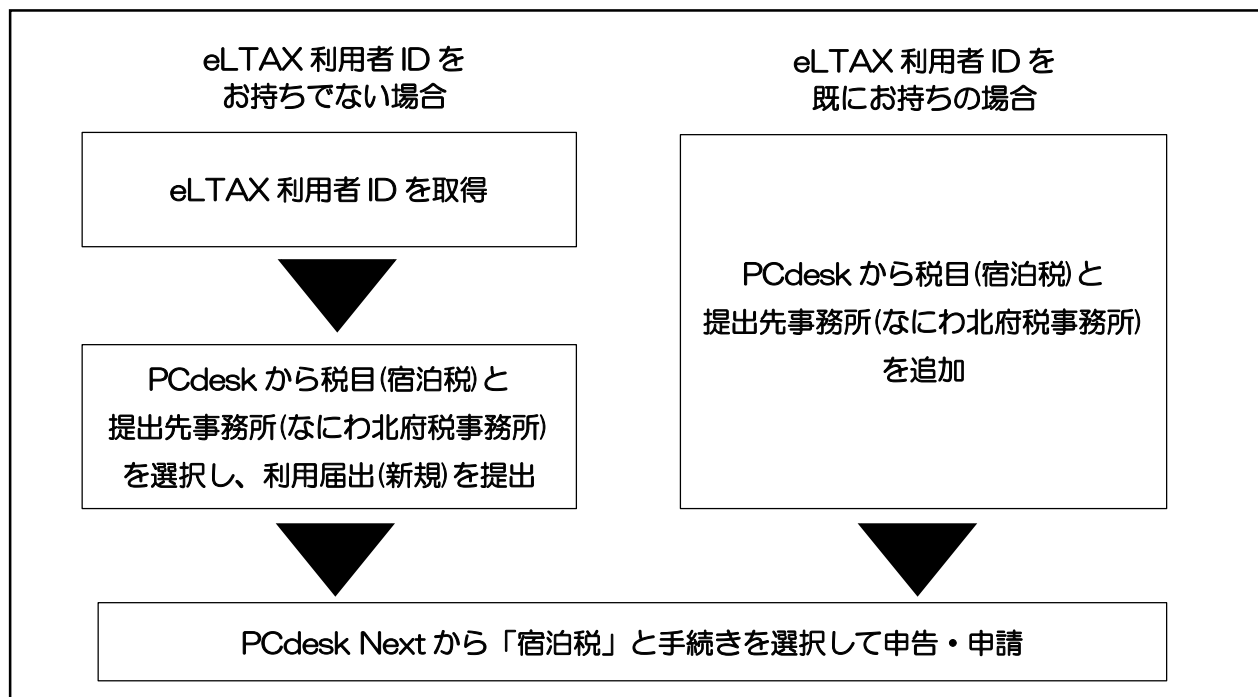 eLTAX 利用者 ID を
お持ちでない場合
eLTAX 利用者 ID を取得
PCdesk から税目(宿泊税)と
提出先事務所(なにわ北府税事務所)
を選択し、利用届出(新規)を提出
eLTAX 利用者 ID を
既にお持ちの場合
PCdesk から税目(宿泊税)と
提出先事務所(なにわ北府税事務所)
を追加
PCdesk Next から「宿泊税」と手続きを選択して申告・申請